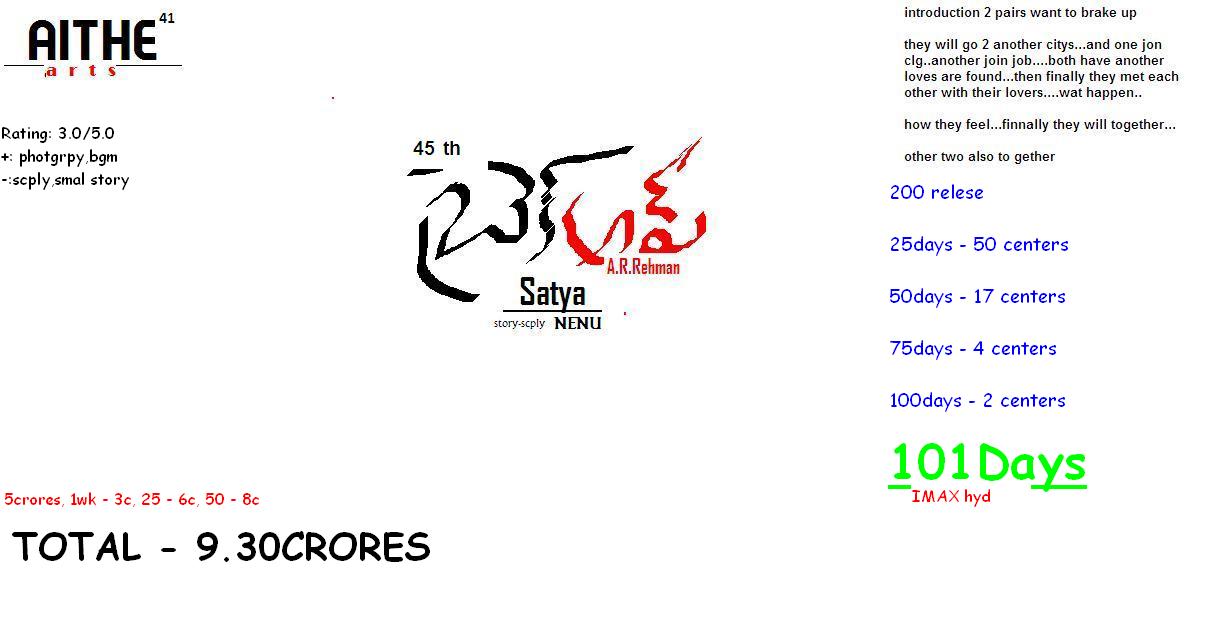 AITHE 41
arts
Rating: 3.0/5.0
+: photgrpy,bgm
-:scply,smal story
45 th
బ్రేకప్
A.R.Rehman
Satya
story-scply NENU
introduction 2 pairs want to brake up
they will go 2 another citys...and one jon
clg..another join job....both have another
loves are found...then finally they met each
other with their lovers....wat happen..
how they feel...finnally they will together...
other two also to gether
200 relese
25days - 50 centers
50days - 17 centers
75days - 4 centers
100days - 2 centers
101Days
IMAX hyd
5crores, 1wk - 3c, 25 - 6c, 50 - 8c
TOTAL - 9.30CRORES